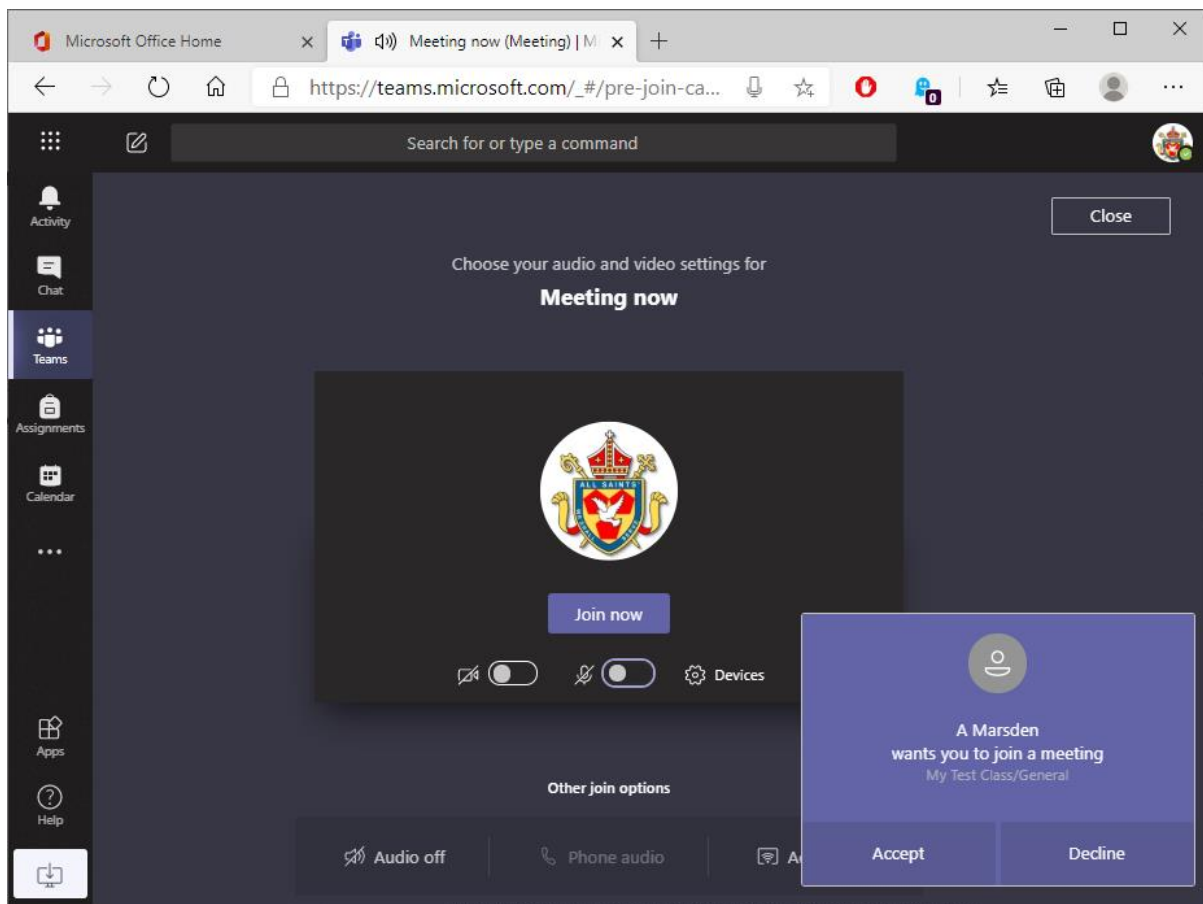 Microsoft Office Home
Meeting now (Meeting) | M
https://teams.microsoft.com/_#/pre-join-ca...
0
Search for or type a command
Activity
Close
Chat
Choose your audio and video settings for
Meeting now
Teams
Assignments
Calendar
ALL SAINTS'
Join now
Devices
A Marsden
wants you to join a meeting
My Test Class/General
Apps
Other join options
Help
Audio off
Phone audio
Accept
Decline